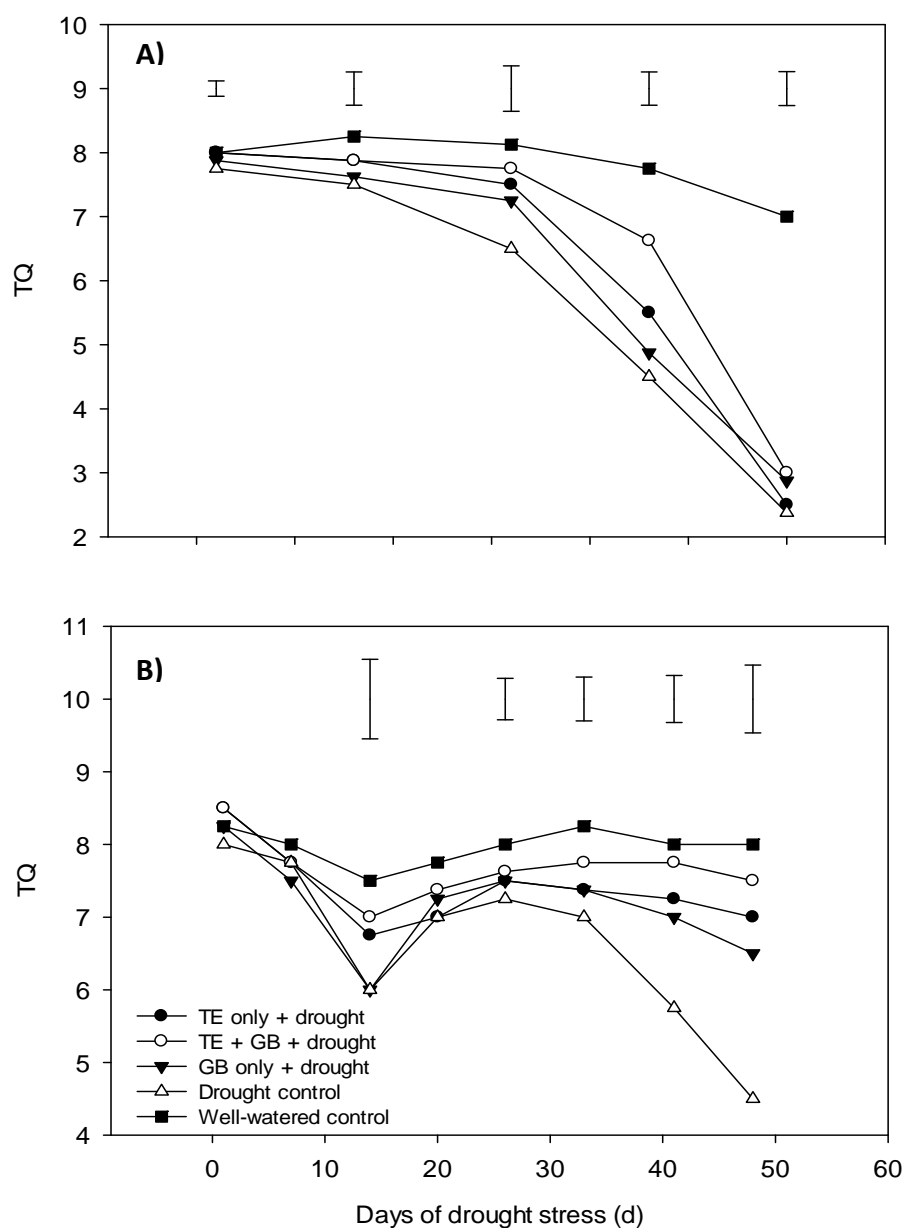 10
A)
9
8
7
TQ
6
5
4
3
2
11
B)
10
9
8
TQ
7
6
TE only + drought
TE + GB + drought
5
GB only + drought
Drought control
Well-watered control
4
0 10 20 30 40 50 60
Days of drought stress (d)